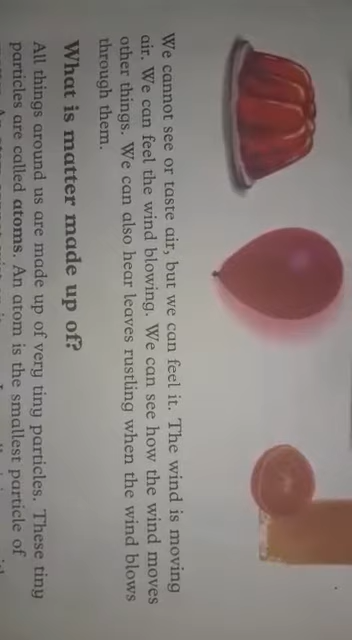 We cannot see or taste air, but we can feel it. The wind is moving
air. We can feel the wind blowing. We can see how the wind moves
other things. We can also hear leaves rustling when the wind blows
through them.
What is matter made up of?
All things around us are made up of very tiny particles. These tiny
particles are called atoms. An atom is the smallest particle of